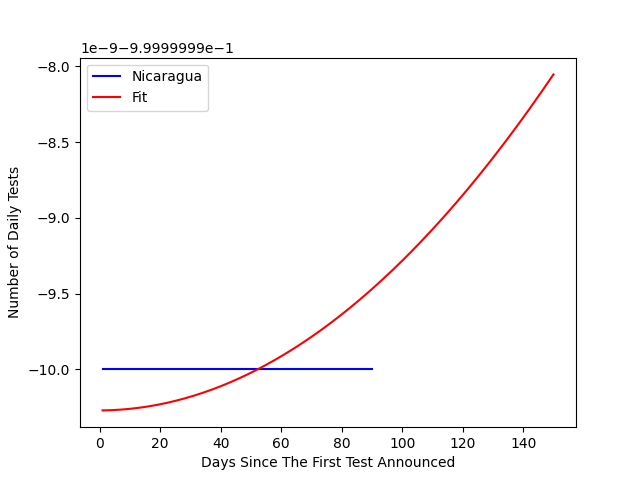 1e−9−9.9999999e−1
−8.0
−8.5
−9.0
−9.5
−10.0
Number of Daily Tests
Nicaragua
Fit
0 20 40 60 80 100 120 140
Days Since The First Test Announced